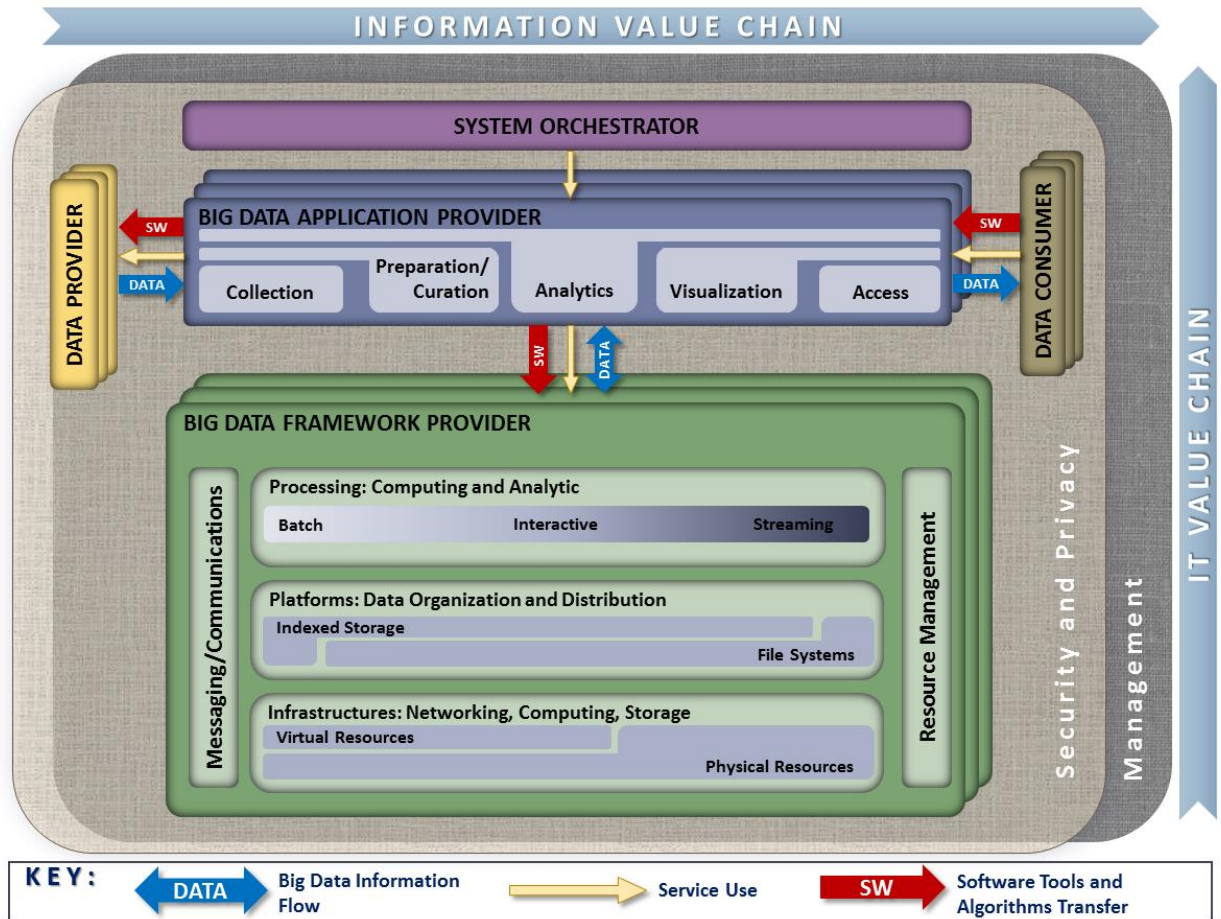 INFORMATION VALUE CHAIN
SYSTEM ORCHESTRATOR
DATA PROVIDER
SW
DATA
BIG DATA APPLICATION PROVIDER
Collection
Preparation/
Curation
Analytics
Visualization
Access
SW
DATA
DATA CONSUMER
SW
DATA
BIG DATA FRAMEWORK PROVIDER
Messaging/Communications
Processing: Computing and Analytic
Batch
Interactive
Streaming
Platforms: Data Organization and Distribution
Indexed Storage
File Systems
Infrastructures: Networking, Computing, Storage
Virtual Resources
Physical Resources
Resource Management
Security and Privacy
Management
IT VALUE CHAIN
KEY:
DATA
Big Data Information
Flow
Service Use
SW
Software Tools and
Algorithms Transfer